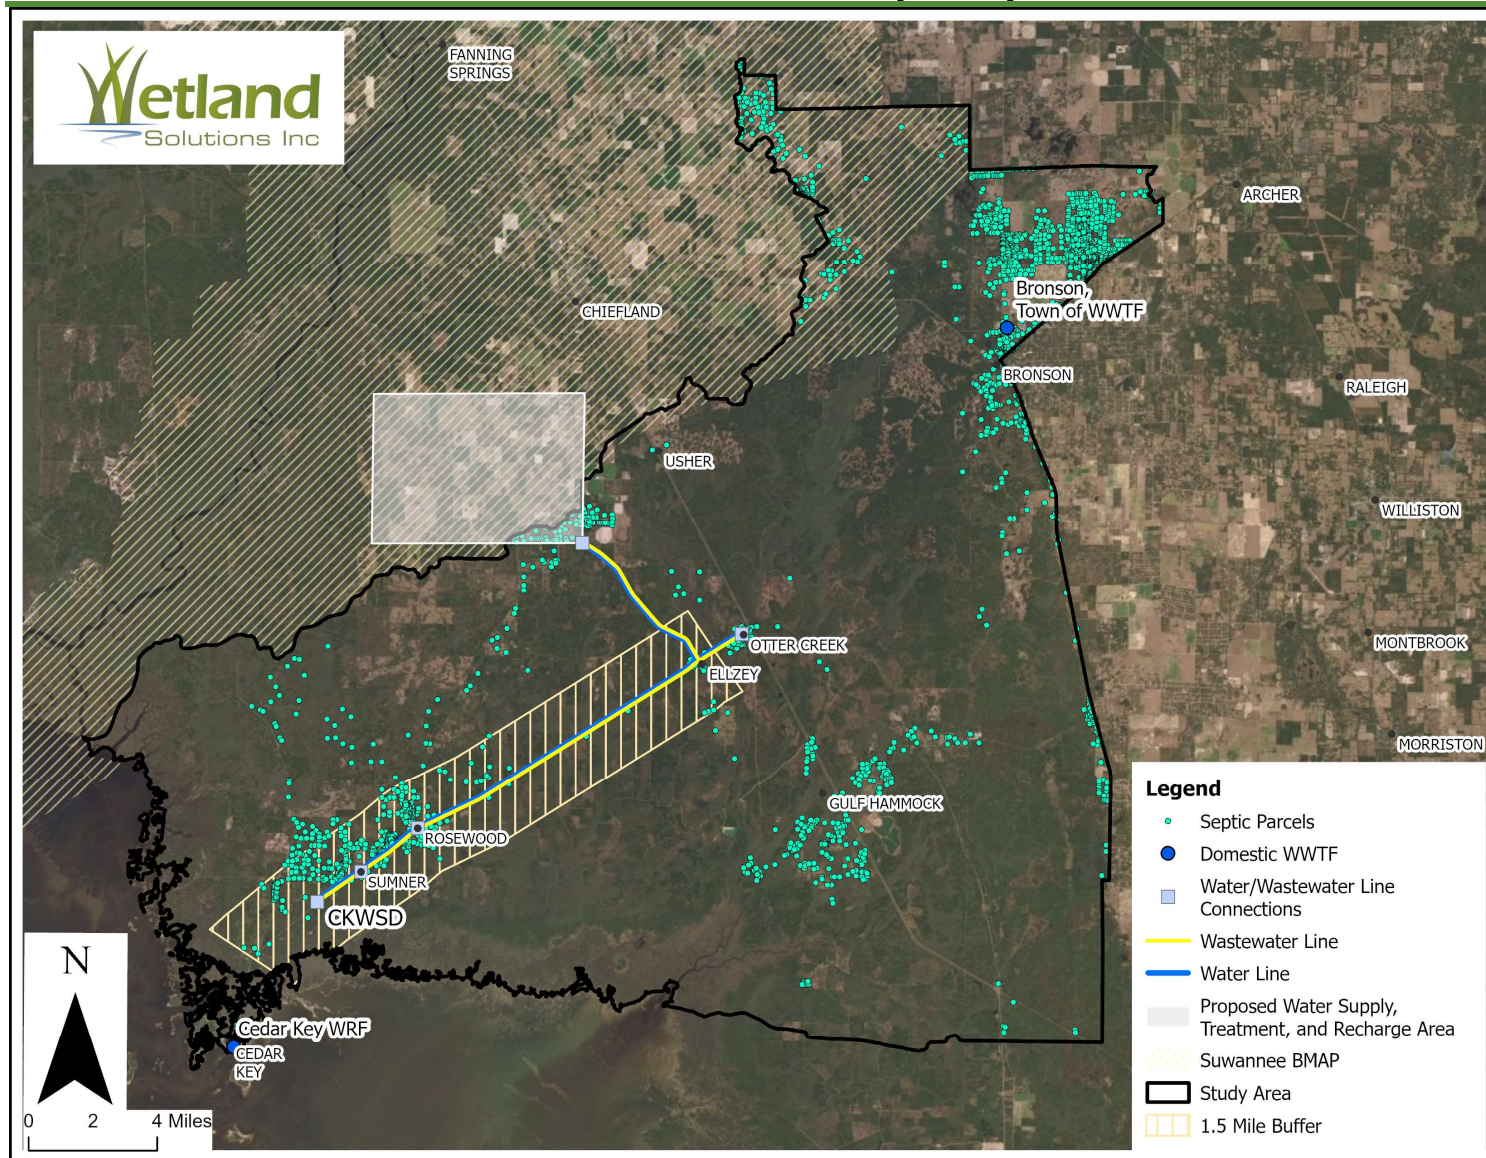 Wetland
Solutions Inc
FANNING
SPRINGS
ARCHER
CHIEFLAND
Bronson,
Town of WWTF
BRONSON
RALEIGH
USHER
WILLISTON
OTTER CREEK
MONTBROOK
ELLZEY
MORRISTON
GULF HAMMOCK
ROSEWOOD
SUMNER
CKWSD
Cedar Key WRF
CEDAR
KEY
N
0 2 4 Miles
Legend
Septic Parcels
Domestic WWTF
Water/Wastewater Line
Connections
Wastewater Line
Water Line
Proposed Water Supply,
Treatment, and Recharge Area
Suwannee BMAP
Study Area
1.5 Mile Buffer